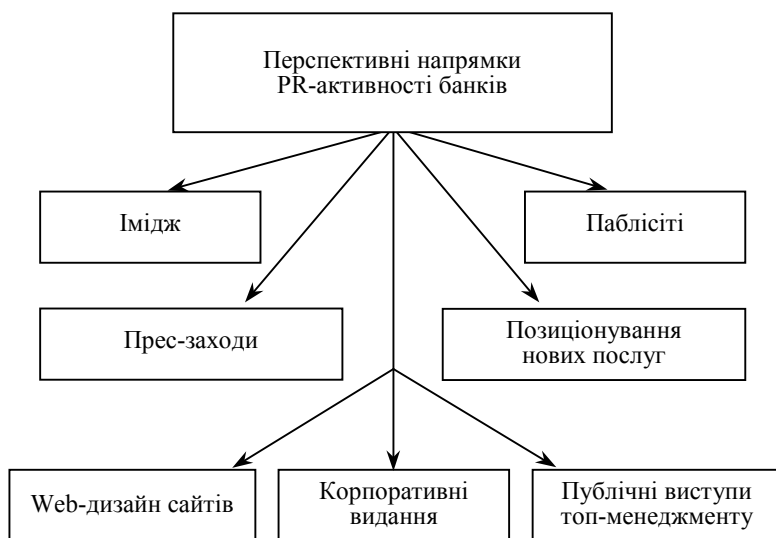 Перспективні напрямки
PR-активності банків
Імідж
Паблісіті
Прес-заходи
Позиціонування
нових послуг
Web-дизайн сайтів
Корпоративні
видання
Публічні виступи
топ-менеджменту